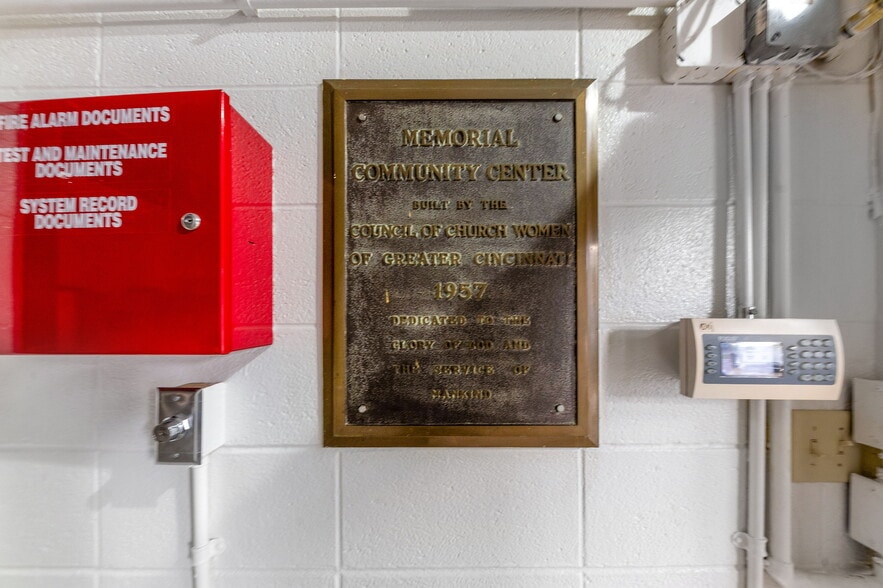 FIRE ALARM DOCUMENTS
TEST AND MAINTENANCE
DOCUMENTS
SYSTEM RECORD
DOCUMENTS
MEMORIAL
COMMUNITY CENTER
BUILT BY THE
COUNCIL OF CHURCH WOMEN
OF GREATER CINCINNATI
1957
DEDICATED TO THE
GLORY OF GOD AND
THE SERVICE OF
MANKIND